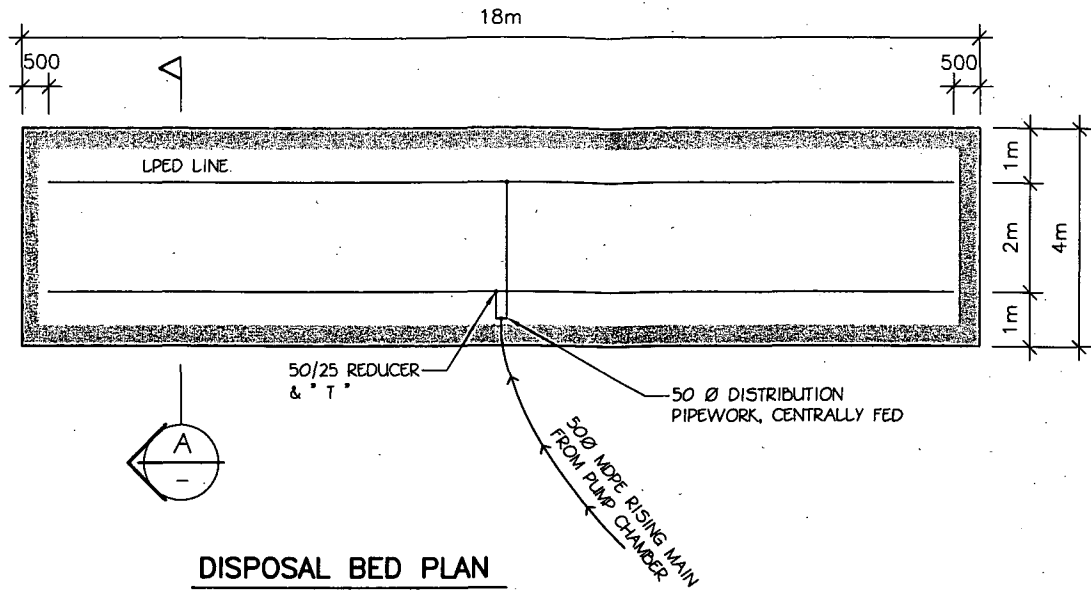 18m
500
500
LPED LINE.
1m
2m
4m
1m
50/25 REDUCER
& "T"
50 Ø DISTRIBUTION
PIPEWORK, CENTRALLY FED
50Ø MDPE RISING MAIN
FROM PUMP CHAMBER
A
-
DISPOSAL BED PLAN